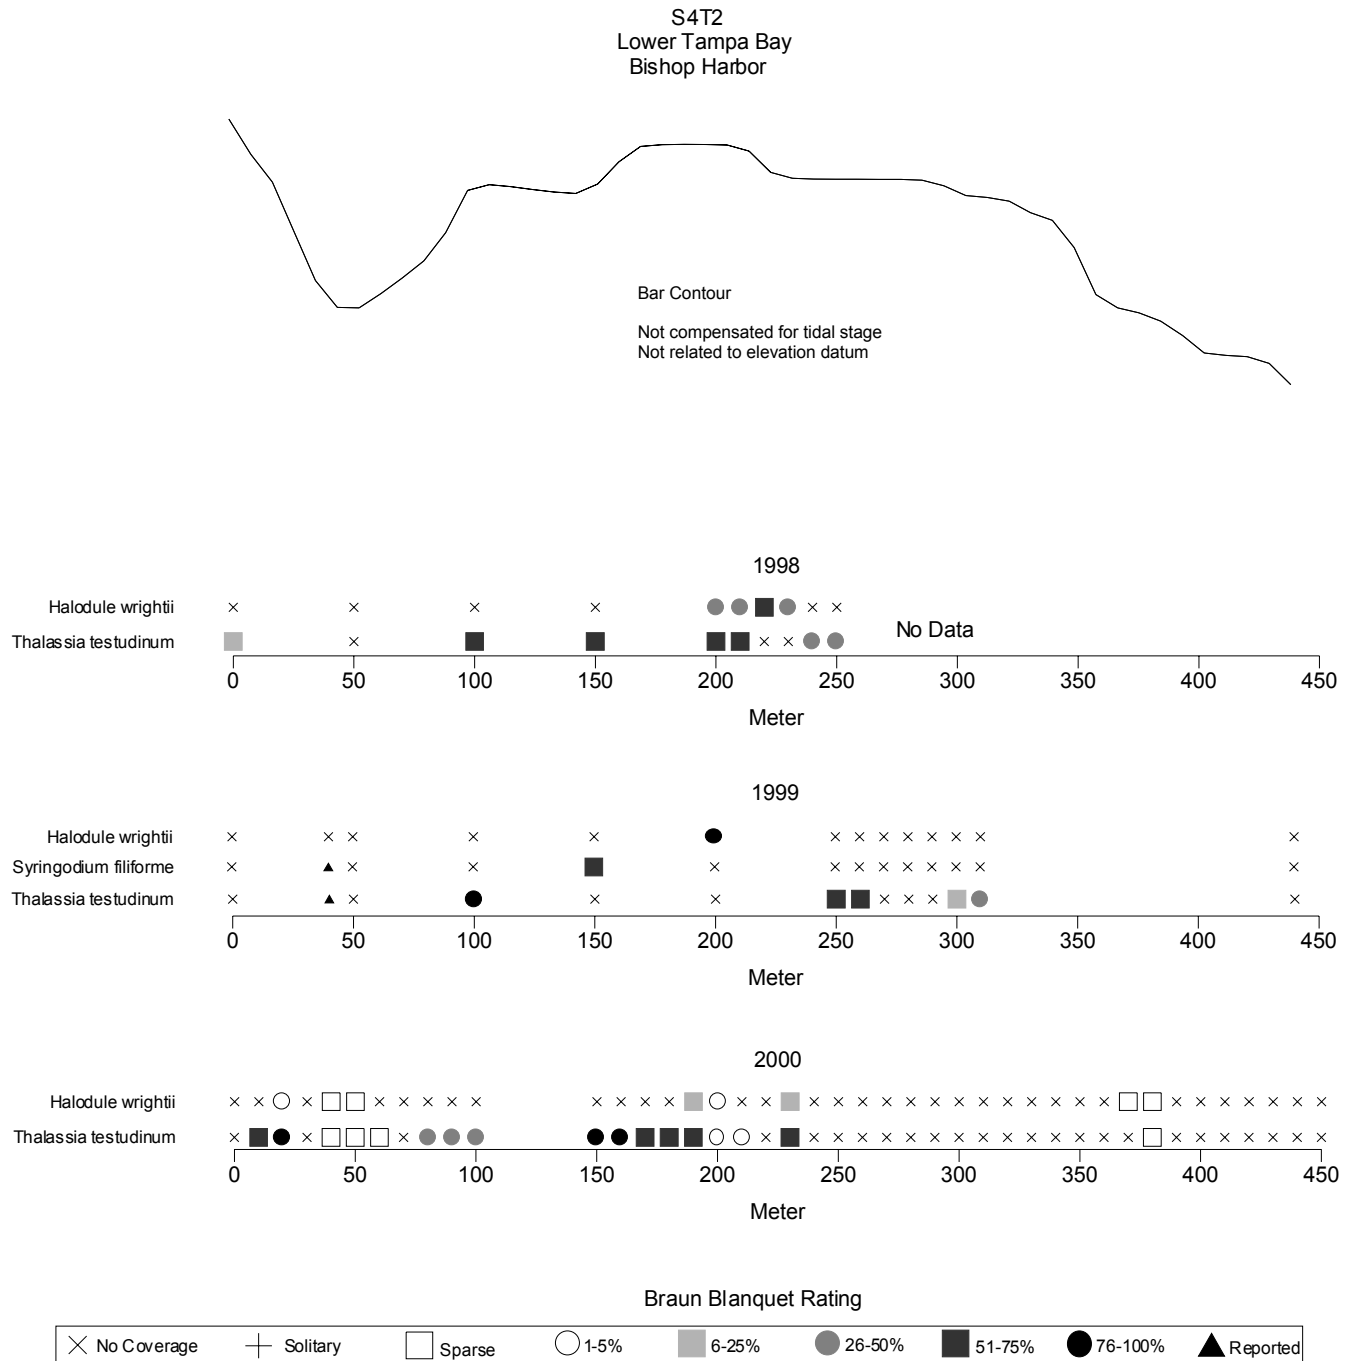 S4T2
Lower Tampa Bay
Bishop Harbor
Bar Contour
Not compensated for tidal stage
Not related to elevation datum
1998
Halodule wrightii
Thalassia testudinum
No Data
0 50 100 150 200 250 300 350 400 450
Meter
1999
Halodule wrightii
Syringodium filiforme
Thalassia testudinum
0 50 100 150 200 250 300 350 400 450
Meter
2000
Halodule wrightii
Thalassia testudinum
0 50 100 150 200 250 300 350 400 450
Meter
Braun Blanquet Rating
No Coverage Solitary Sparse 1-5% 6-25% 26-50% 51-75% 76-100% Reported